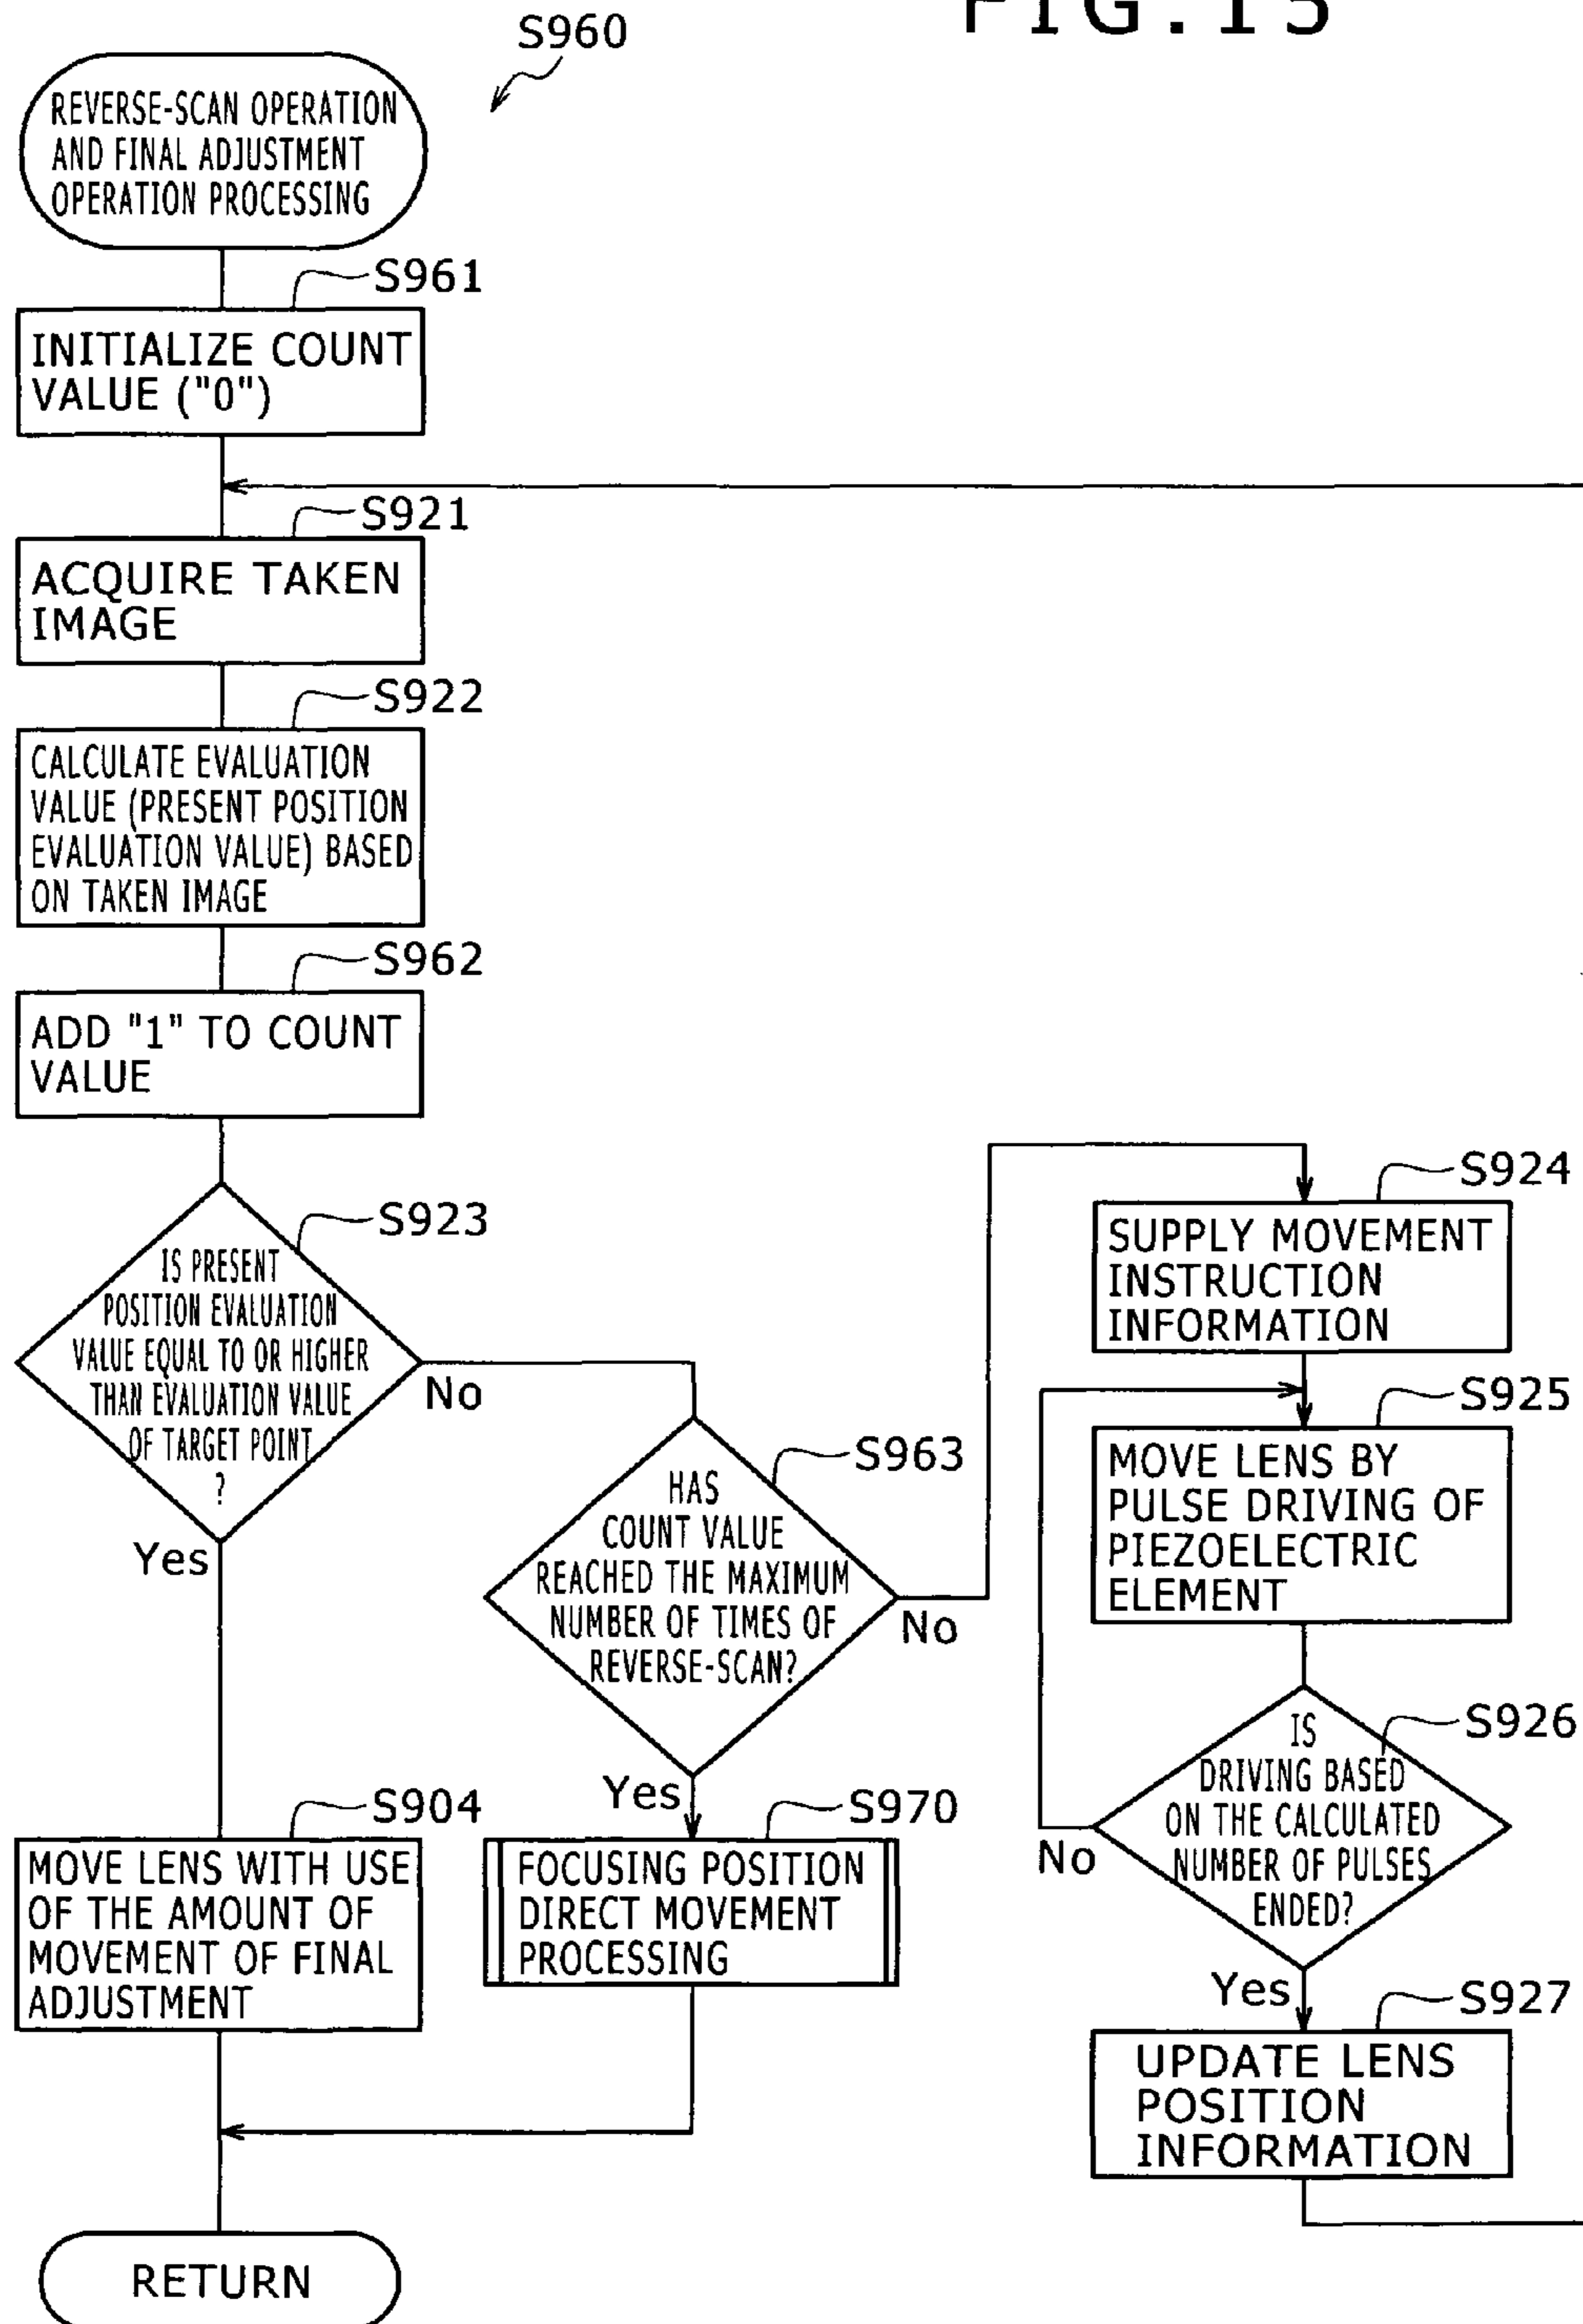 FIG.15
S960
REVERSE-SCAN OPERATION
AND FINAL ADJUSTMENT
OPERATION PROCESSING
S961
INITIALIZE COUNT
VALUE ("0")
S921
ACQUIRE TAKEN
IMAGE
S922
CALCULATE EVALUATION
VALUE (PRESENT POSITION
EVALUATION VALUE) BASED
ON TAKEN IMAGE
S962
ADD "1" TO COUNT
VALUE
S923
IS PRESENT
POSITION EVALUATION
VALUE EQUAL TO OR HIGHER
THAN EVALUATION VALUE
OF TARGET POINT
?
No
Yes
S963
HAS
COUNT VALUE
REACHED THE MAXIMUM
NUMBER OF TIMES OF
REVERSE-SCAN?
No
Yes
S904
MOVE LENS WITH USE
OF THE AMOUNT OF
MOVEMENT OF FINAL
ADJUSTMENT
S970
FOCUSING POSITION
DIRECT MOVEMENT
PROCESSING
S924
SUPPLY MOVEMENT
INSTRUCTION
INFORMATION
S925
MOVE LENS BY
PULSE DRIVING OF
PIEZOELECTRIC
ELEMENT
S926
IS
DRIVING BASED
ON THE CALCULATED
NUMBER OF PULSES
ENDED?
No
Yes
S927
UPDATE LENS
POSITION
INFORMATION
RETURN